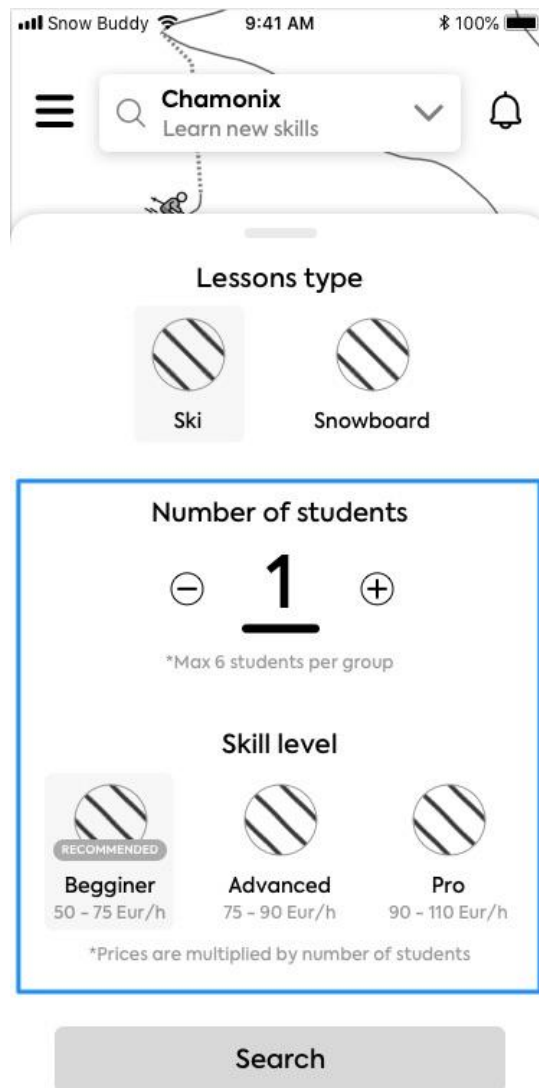 Snow Buddy 9:41 AM 100%
Chamonix
Learn new skills
Lessons type
Ski Snowboard
Number of students
1
*Max 6 students per group
Skill level
RECOMMENDED
Begginer Advanced Pro
50 - 75 Eur/h 75 - 90 Eur/h 90 - 110 Eur/h
*Prices are multiplied by number of students
Search